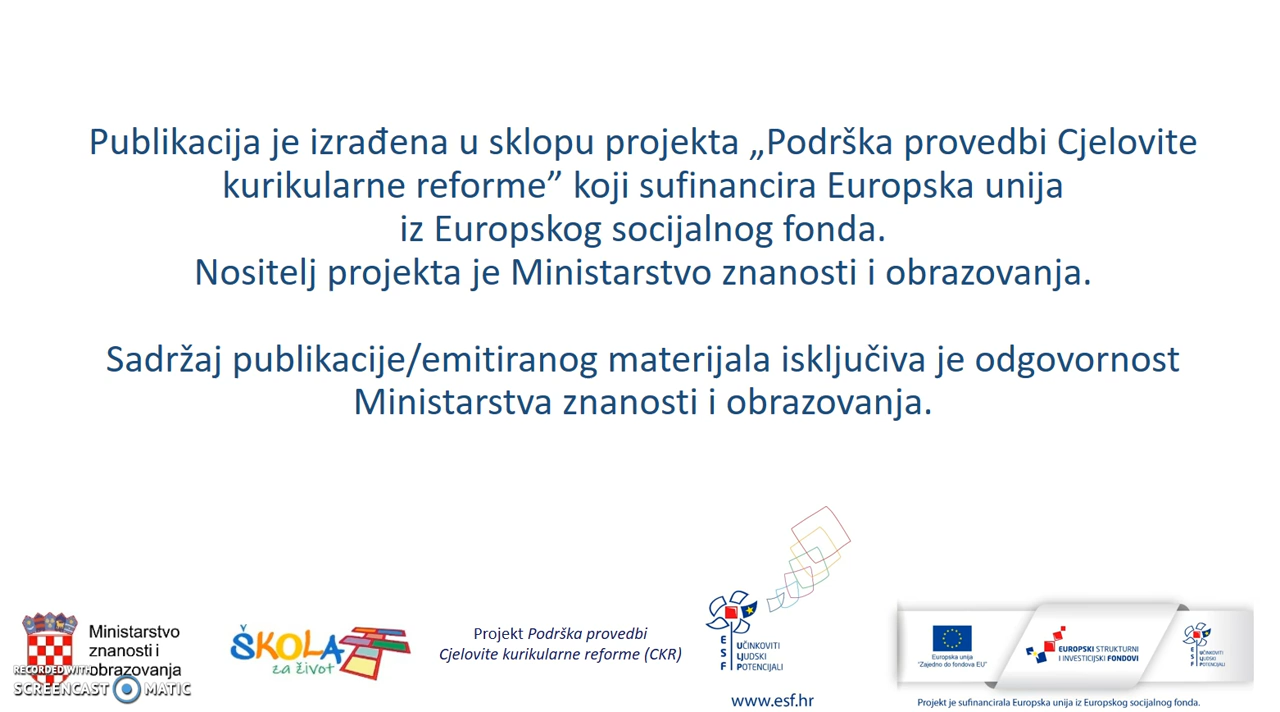 Publikacija je izrađena u sklopu projekta „Podrška provedbi Cjelovite
kurikularne reforme” koji sufinancira Europska unija
iz Europskog socijalnog fonda.
Nositelj projekta je Ministarstvo znanosti i obrazovanja.
Sadržaj publikacije/emitiranog materijala isključiva je odgovornost
Ministarstva znanosti i obrazovanja.
Ministarstvo
znanosti i
obrazovanja
RECORDED WITH
SCREENCAST MATIC
ŠKOLA
za život
Projekt Podrška provedbi
Cjelovite kurikularne reforme (CKR)
ESF
UČINKOVITI
LJUDSKI
POTENCIJALI
www.esf.hr
Europska unija
"Zajedno do fondova EU"
EUROPSKI STRUKTURNI
I INVESTICIJSKI FONDOVI
ESF
UČINKOVITI
LJUDSKI
POTENCIJALI
Projekt je sufinancirala Europska unija iz Europskog socijalnog fonda.